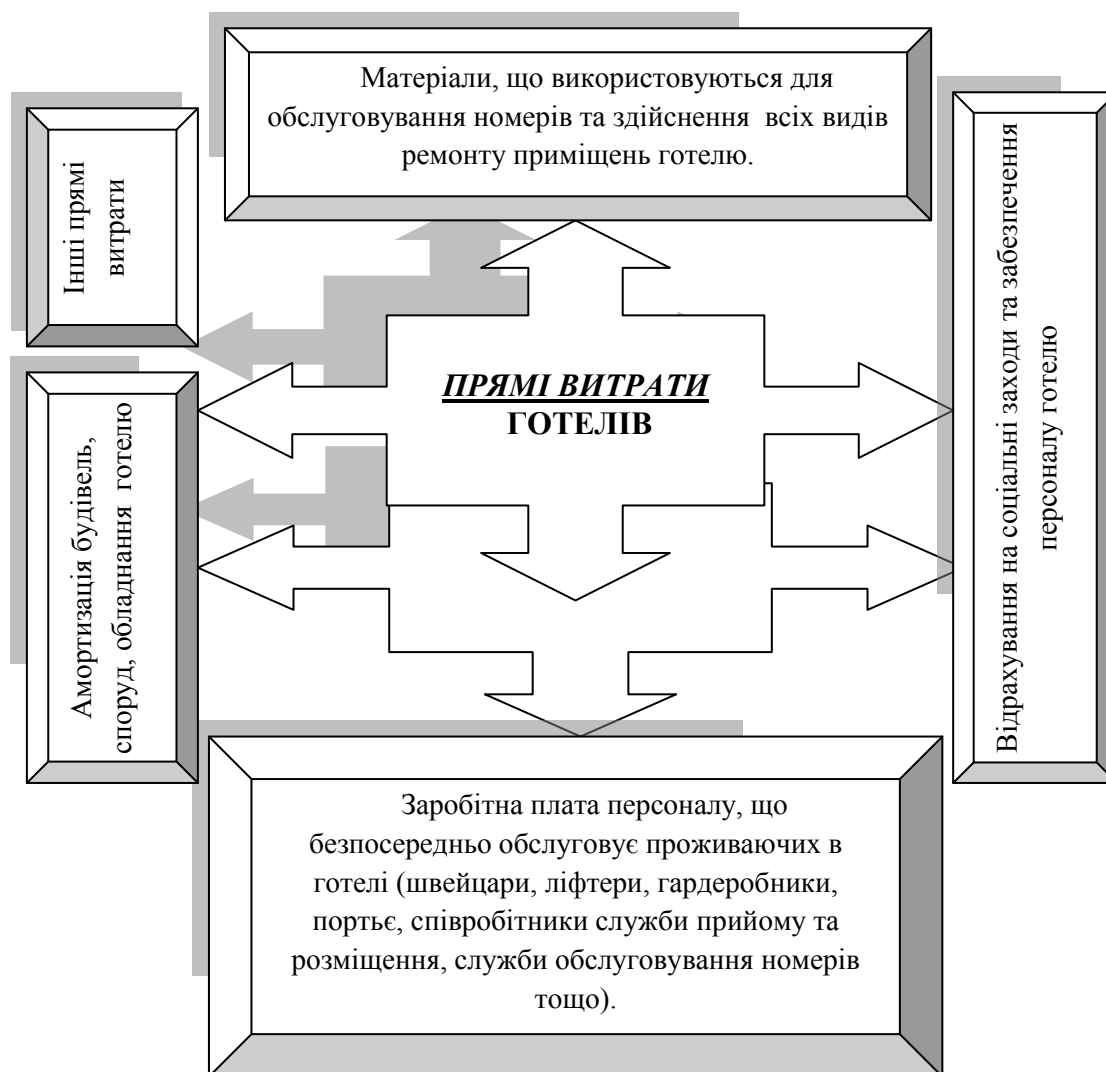 Матеріали, що використовуються для
обслуговування номерів та здійснення всіх видів
ремонту приміщень готелю.
Інші прямі
витрати
ПРЯМІ ВИТРАТИ
ГОТЕЛІВ
Амортизація будівель,
споруд, обладнання готелю
Відрахування на соціальні заходи та забезпечення
персоналу готелю
Заробітна плата персоналу, що
безпосередньо обслуговує проживаючих в
готелі (швейцари, ліфтери, гардеробники,
портьє, співробітники служби прийому та
розміщення, служби обслуговування номерів
тощо).